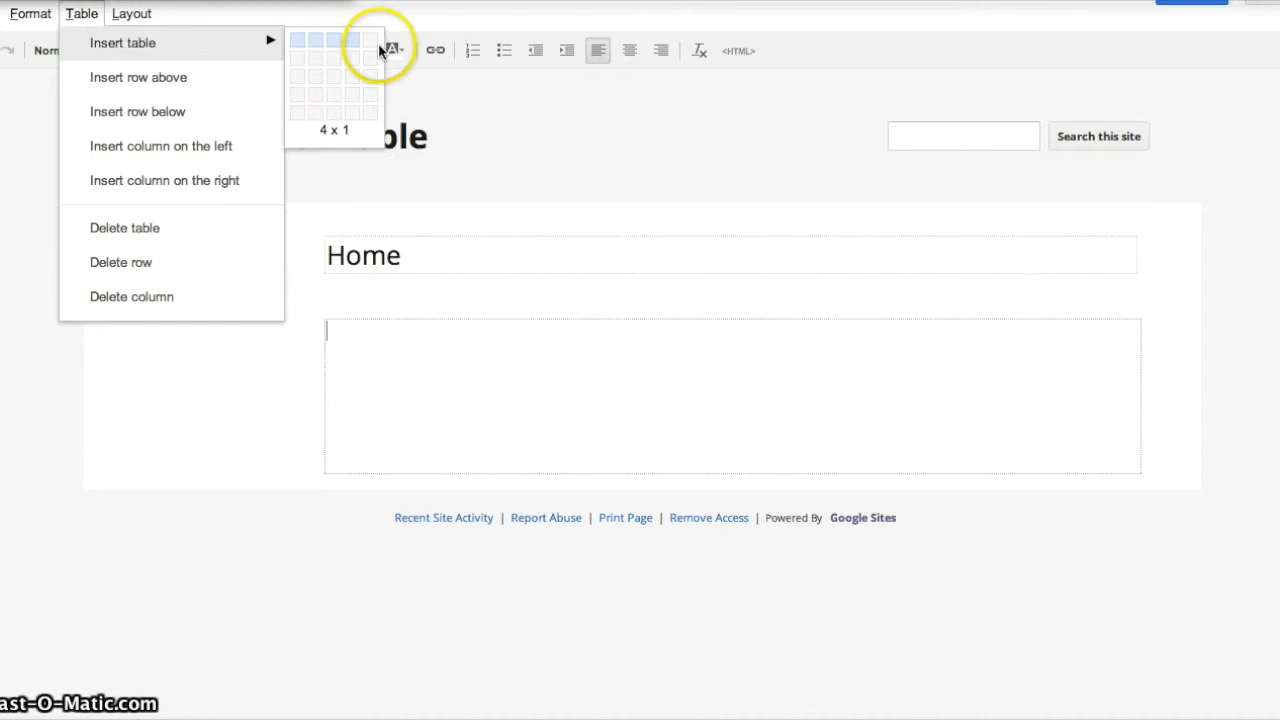 Format Table Layout
Insert table
Insert row above
Insert row below
Insert column on the left
Insert column on the right
Delete table
Delete row
Delete column
4 x 1
A
<HTML>
Search this site
Home
Recent Site Activity | Report Abuse | Print Page | Remove Access | Powered By Google Sites
ast-O-Matic.com